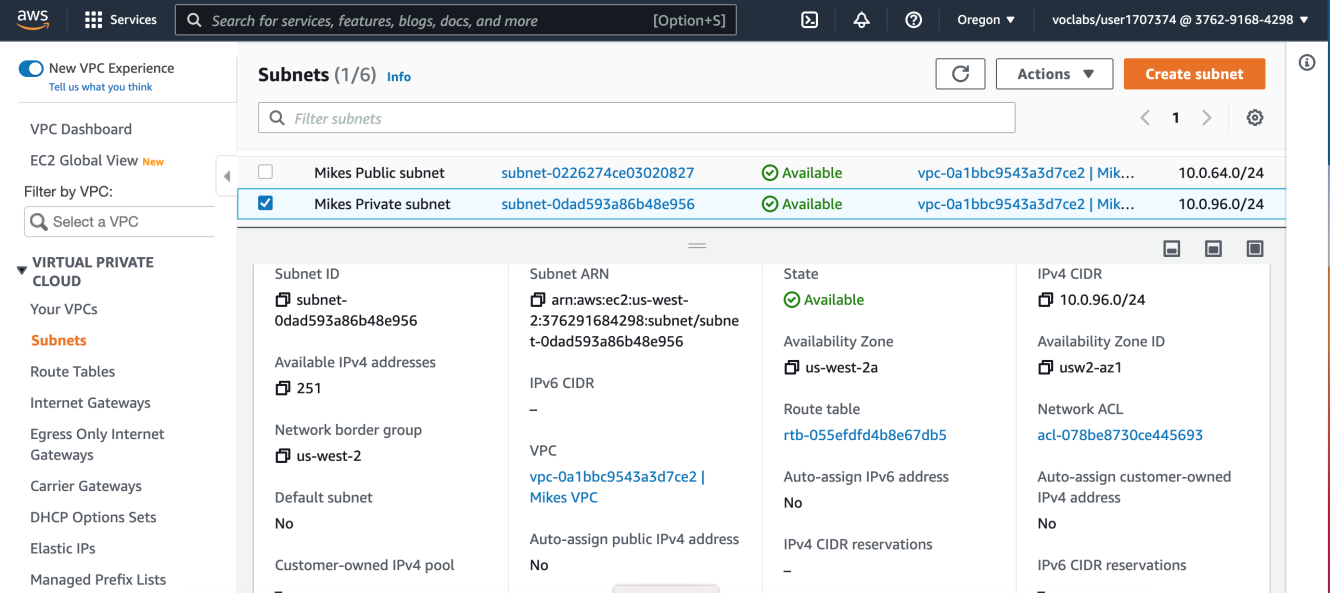 aws
Services
Search for services, features, blogs, docs, and more
[Option+S]
Oregon ▼
voclabs/user1707374 @ 3762-9168-4298 ▼
New VPC Experience
Tell us what you think
VPC Dashboard
EC2 Global View New
Filter by VPC:
Select a VPC
VIRTUAL PRIVATE
CLOUD
Your VPCs
Subnets
Route Tables
Internet Gateways
Egress Only Internet
Gateways
Carrier Gateways
DHCP Options Sets
Elastic IPs
Managed Prefix Lists
Subnets (1/6) Info
Actions ▼
Create subnet
Filter subnets
1
Mikes Public subnet subnet-0226274ce03020827 Available vpc-0a1bbc9543a3d7ce2 | Mik... 10.0.64.0/24
Mikes Private subnet subnet-0dad593a86b48e956 Available vpc-0a1bbc9543a3d7ce2 | Mik... 10.0.96.0/24
Subnet ID
subnet-
0dad593a86b48e956
Available IPv4 addresses
251
Network border group
us-west-2
Default subnet
No
Customer-owned IPv4 pool
–
Subnet ARN
arn:aws:ec2:us-west-
2:376291684298:subnet/subne
t-0dad593a86b48e956
IPv6 CIDR
–
VPC
vpc-0a1bbc9543a3d7ce2 |
Mikes VPC
Auto-assign public IPv4 address
No
State
Available
Availability Zone
us-west-2a
Route table
rtb-055efdfd4b8e67db5
Auto-assign IPv6 address
No
IPv4 CIDR reservations
–
IPv4 CIDR
10.0.96.0/24
Availability Zone ID
usw2-az1
Network ACL
acl-078be8730ce445693
Auto-assign customer-owned
IPv4 address
No
IPv6 CIDR reservations
–